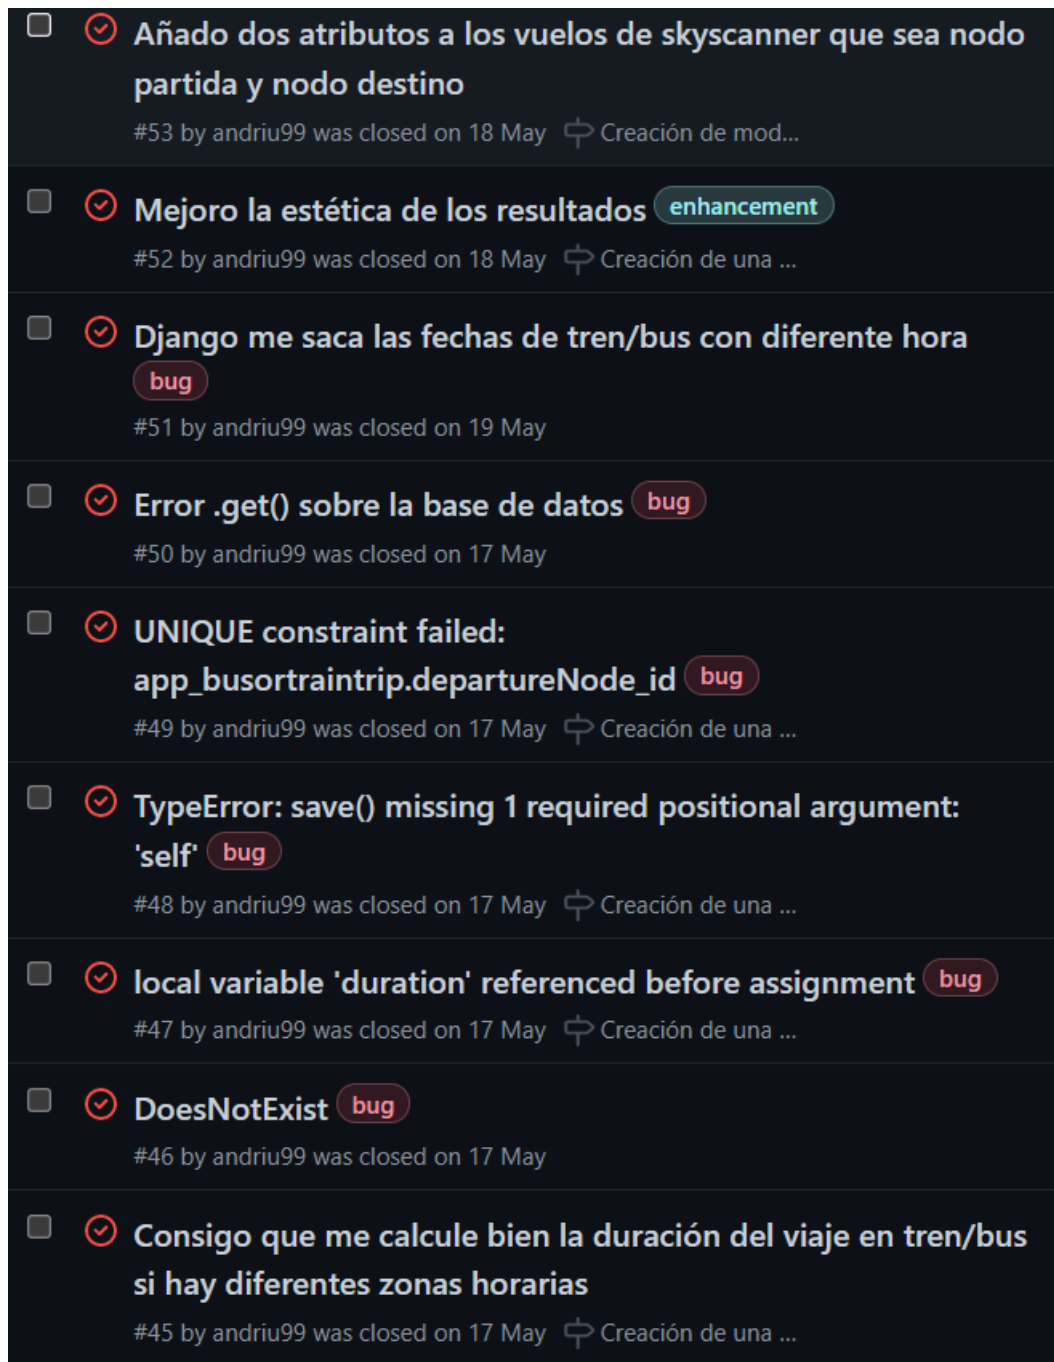 Añado dos atributos a los vuelos de skyscanner que sea nodo
partida y nodo destino
#53 by andriu99 was closed on 18 May Creación de mod...
Mejoro la estética de los resultados enhancement
#52 by andriu99 was closed on 18 May Creación de una ...
Django me saca las fechas de tren/bus con diferente hora
bug
#51 by andriu99 was closed on 19 May
Error .get() sobre la base de datos bug
#50 by andriu99 was closed on 17 May
UNIQUE constraint failed:
app_busortraintrip.departureNode_id bug
#49 by andriu99 was closed on 17 May Creación de una ...
TypeError: save() missing 1 required positional argument:
'self' bug
#48 by andriu99 was closed on 17 May Creación de una ...
local variable 'duration' referenced before assignment bug
#47 by andriu99 was closed on 17 May Creación de una ...
DoesNotExist bug
#46 by andriu99 was closed on 17 May
Consigo que me calcule bien la duración del viaje en tren/bus
si hay diferentes zonas horarias
#45 by andriu99 was closed on 17 May Creación de una ...